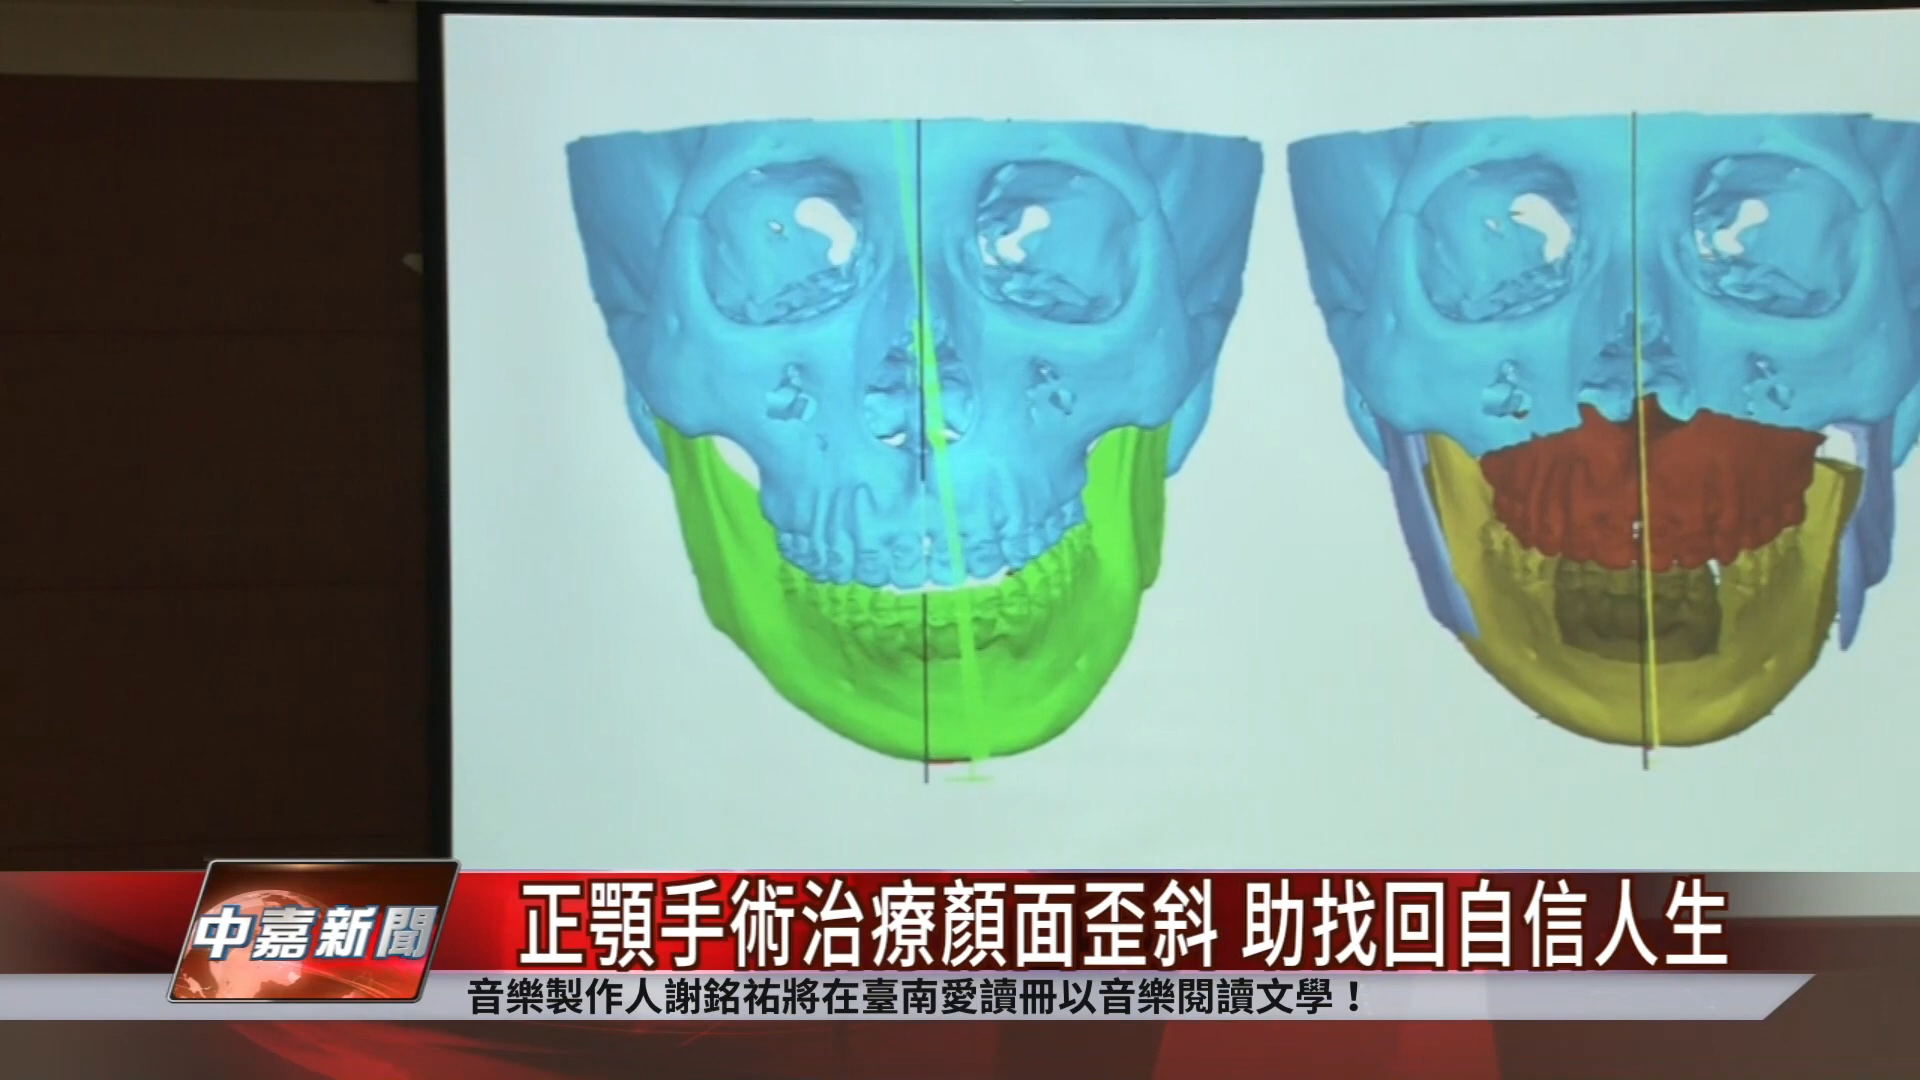 正顎手術治療顏面歪斜 助找回自信人生
中嘉新聞
音樂製作人謝銘祐將在臺南愛讀冊以音樂閱讀文學！